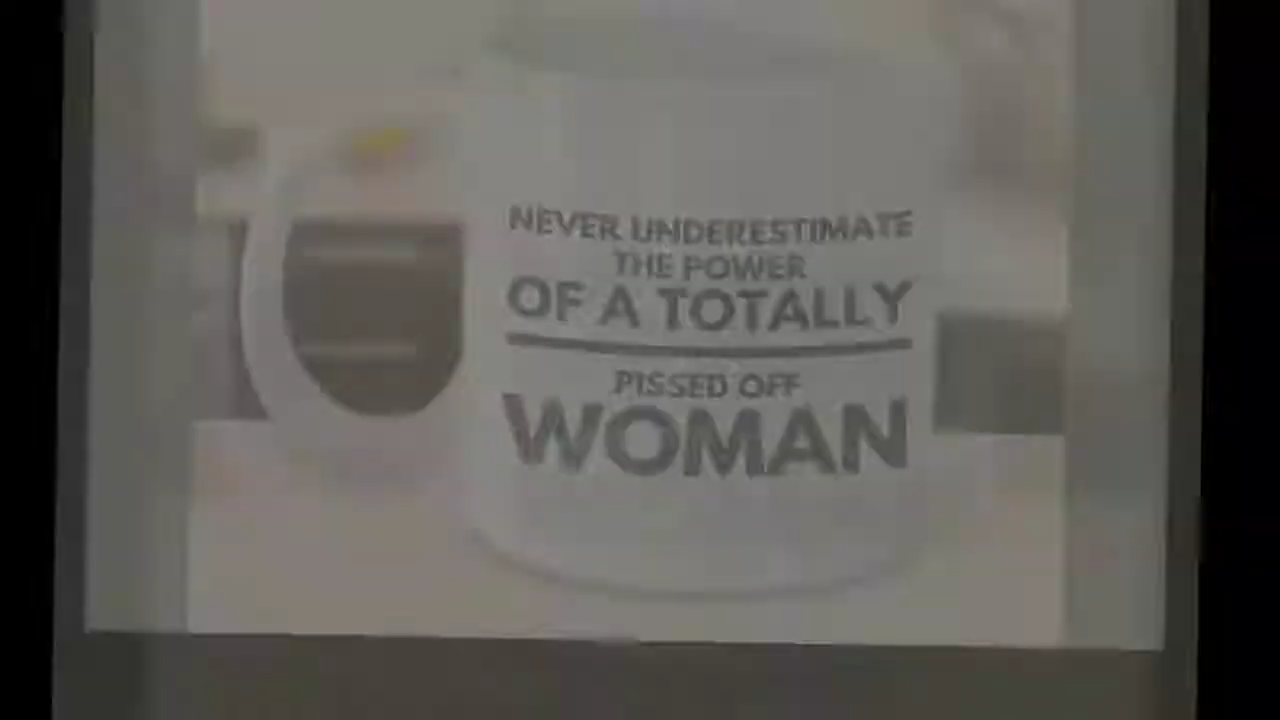 NEVER UNDERESTIMATE
THE POWER
OF A TOTALLY
PISSED OFF
WOMAN